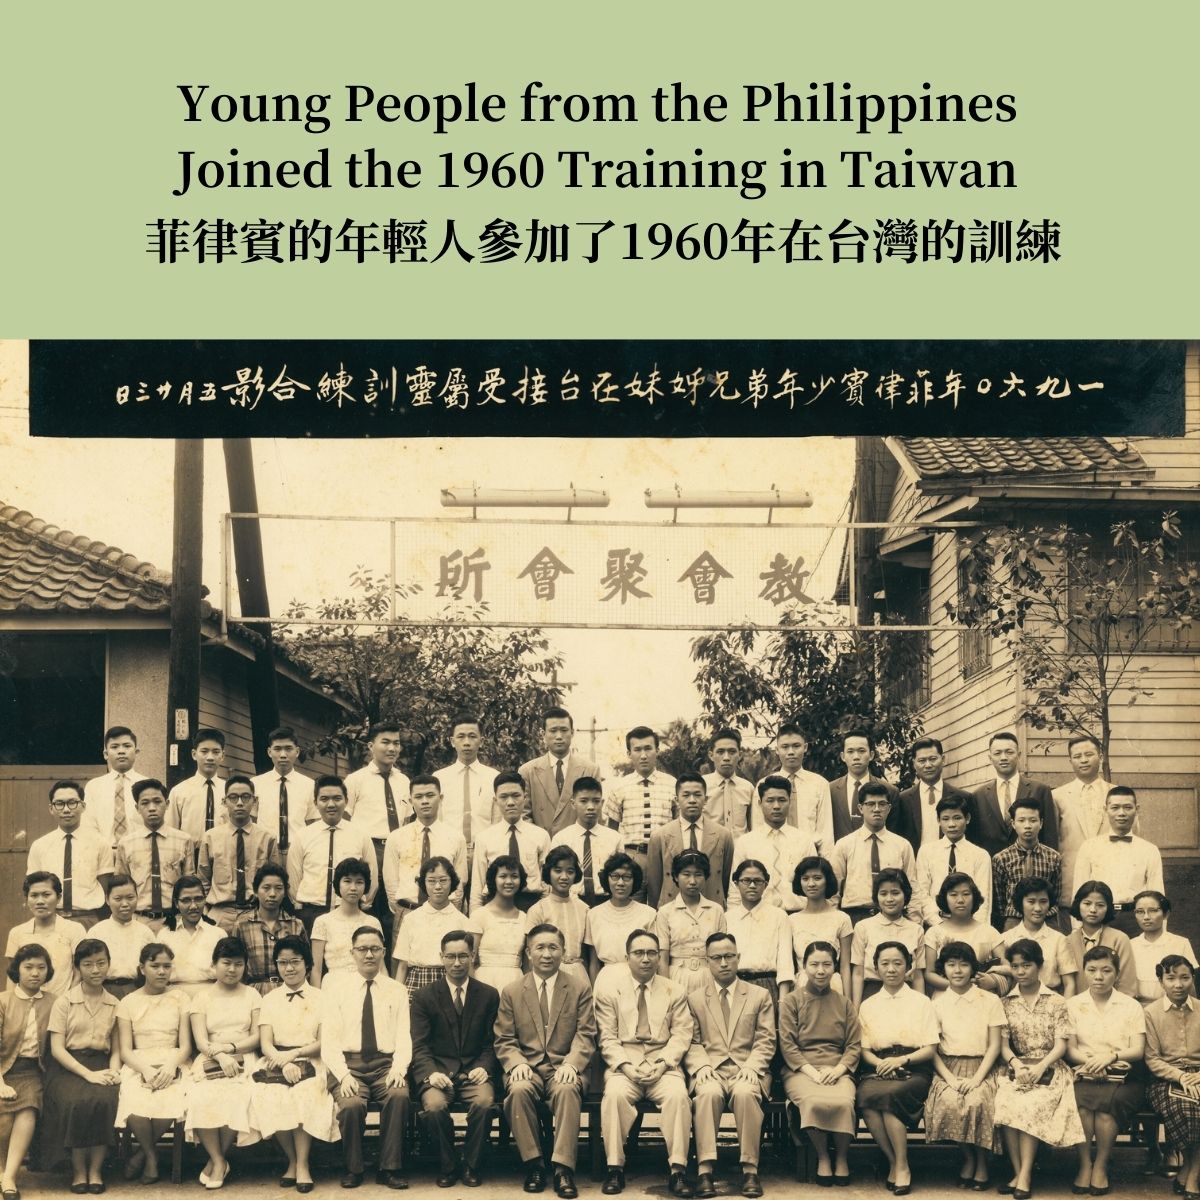 Young People from the Philippines
Joined the 1960 Training in Taiwan
菲律賓的年輕人參加了1960年在台灣的訓練
一九六〇年菲律賓少年弟兄姊妹在台接受屬靈訓練合影五月廿三日
教會聚會所